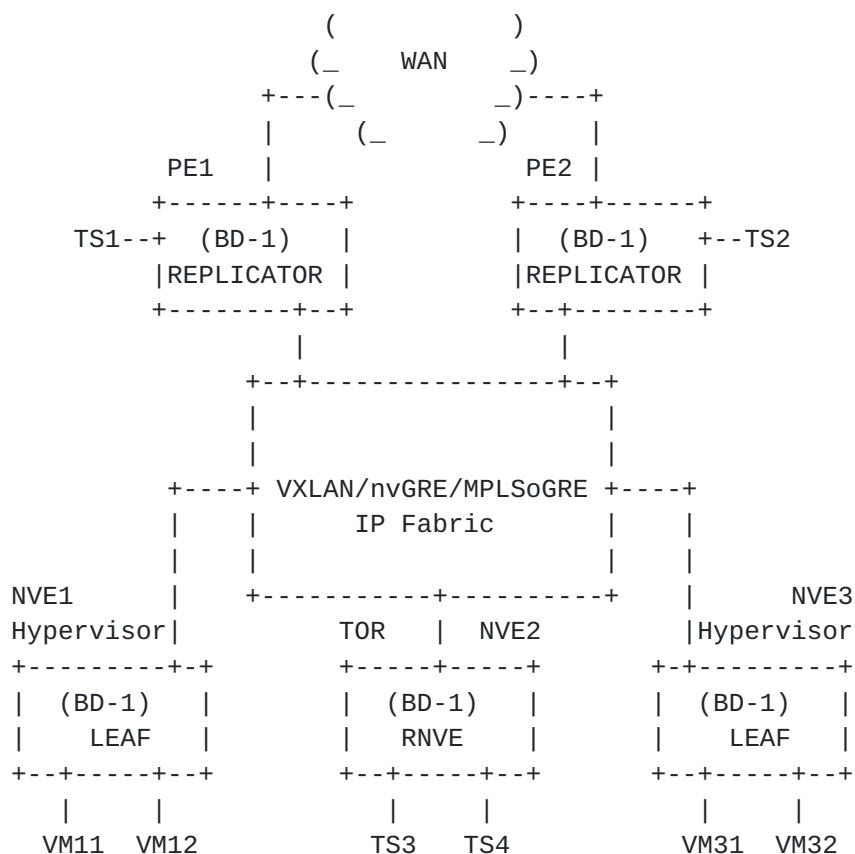 WAN
PE1 PE2
TS1 (BD-1) (BD-1) TS2
REPLICATOR REPLICATOR
VXLAN/nvGRE/MPLSoGRE
IP Fabric
NVE1 NVE3
Hypervisor TOR NVE2 Hypervisor
(BD-1) (BD-1) (BD-1)
LEAF RNVE LEAF
VM11 VM12 TS3 TS4 VM31 VM32